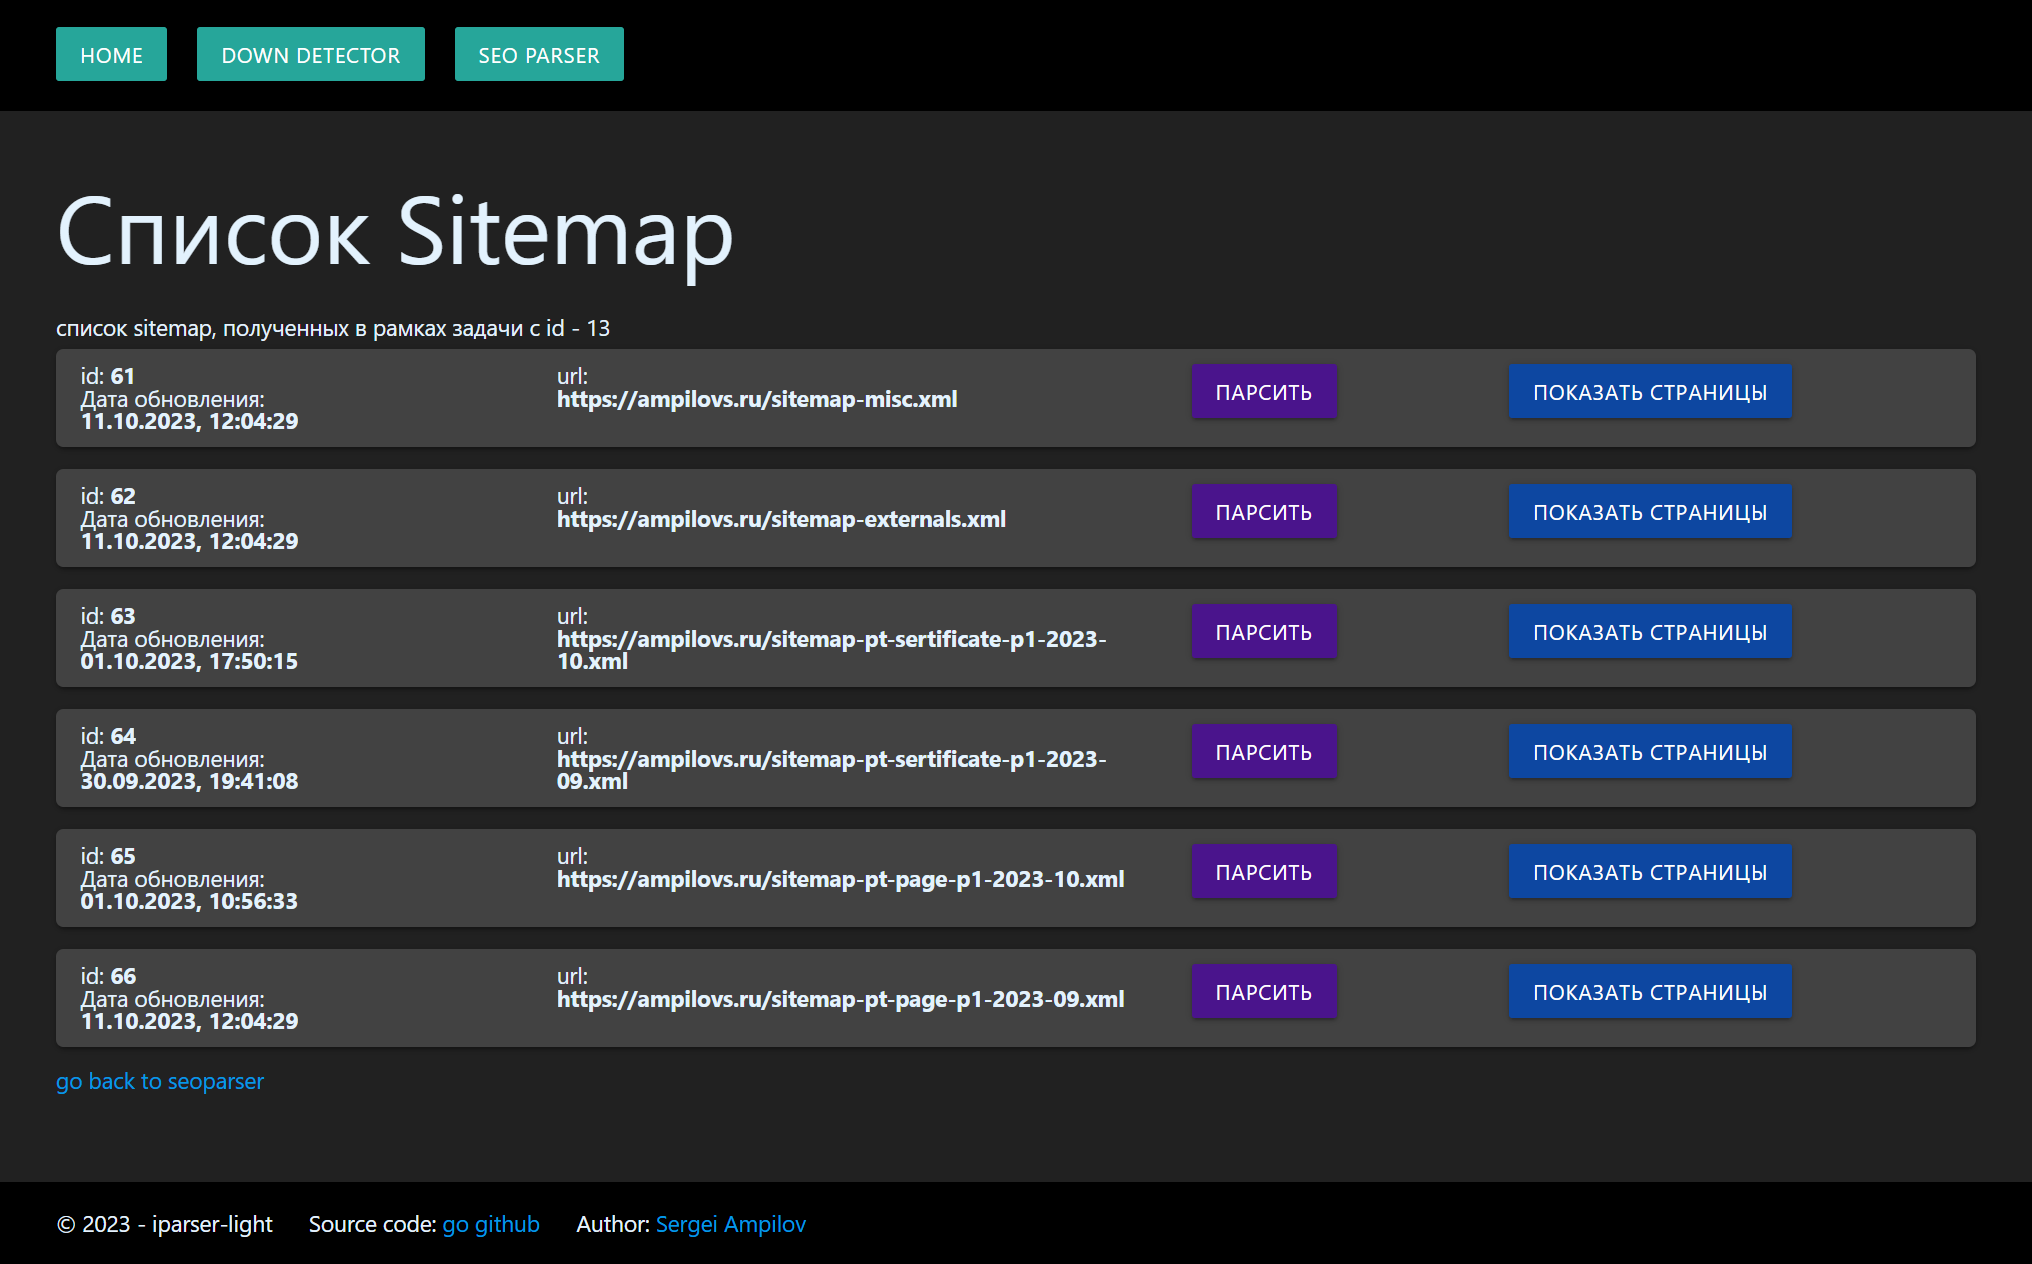 HOME DOWN DETECTOR SEO PARSER
Список Sitemap
список sitemap, полученных в рамках задачи с id - 13
id: 61
Дата обновления:
11.10.2023, 12:04:29
url:
https://ampilovs.ru/sitemap-misc.xml
ПАРСИТЬ
ПОКАЗАТЬ СТРАНИЦЫ
id: 62
Дата обновления:
11.10.2023, 12:04:29
url:
https://ampilovs.ru/sitemap-externals.xml
ПАРСИТЬ
ПОКАЗАТЬ СТРАНИЦЫ
id: 63
Дата обновления:
01.10.2023, 17:50:15
url:
https://ampilovs.ru/sitemap-pt-sertificate-p1-2023-
10.xml
ПАРСИТЬ
ПОКАЗАТЬ СТРАНИЦЫ
id: 64
Дата обновления:
30.09.2023, 19:41:08
url:
https://ampilovs.ru/sitemap-pt-sertificate-p1-2023-
09.xml
ПАРСИТЬ
ПОКАЗАТЬ СТРАНИЦЫ
id: 65
Дата обновления:
01.10.2023, 10:56:33
url:
https://ampilovs.ru/sitemap-pt-page-p1-2023-10.xml
ПАРСИТЬ
ПОКАЗАТЬ СТРАНИЦЫ
id: 66
Дата обновления:
11.10.2023, 12:04:29
url:
https://ampilovs.ru/sitemap-pt-page-p1-2023-09.xml
ПАРСИТЬ
ПОКАЗАТЬ СТРАНИЦЫ
go back to seoparser
© 2023 - iparser-light Source code: go github Author: Sergei Ampilov